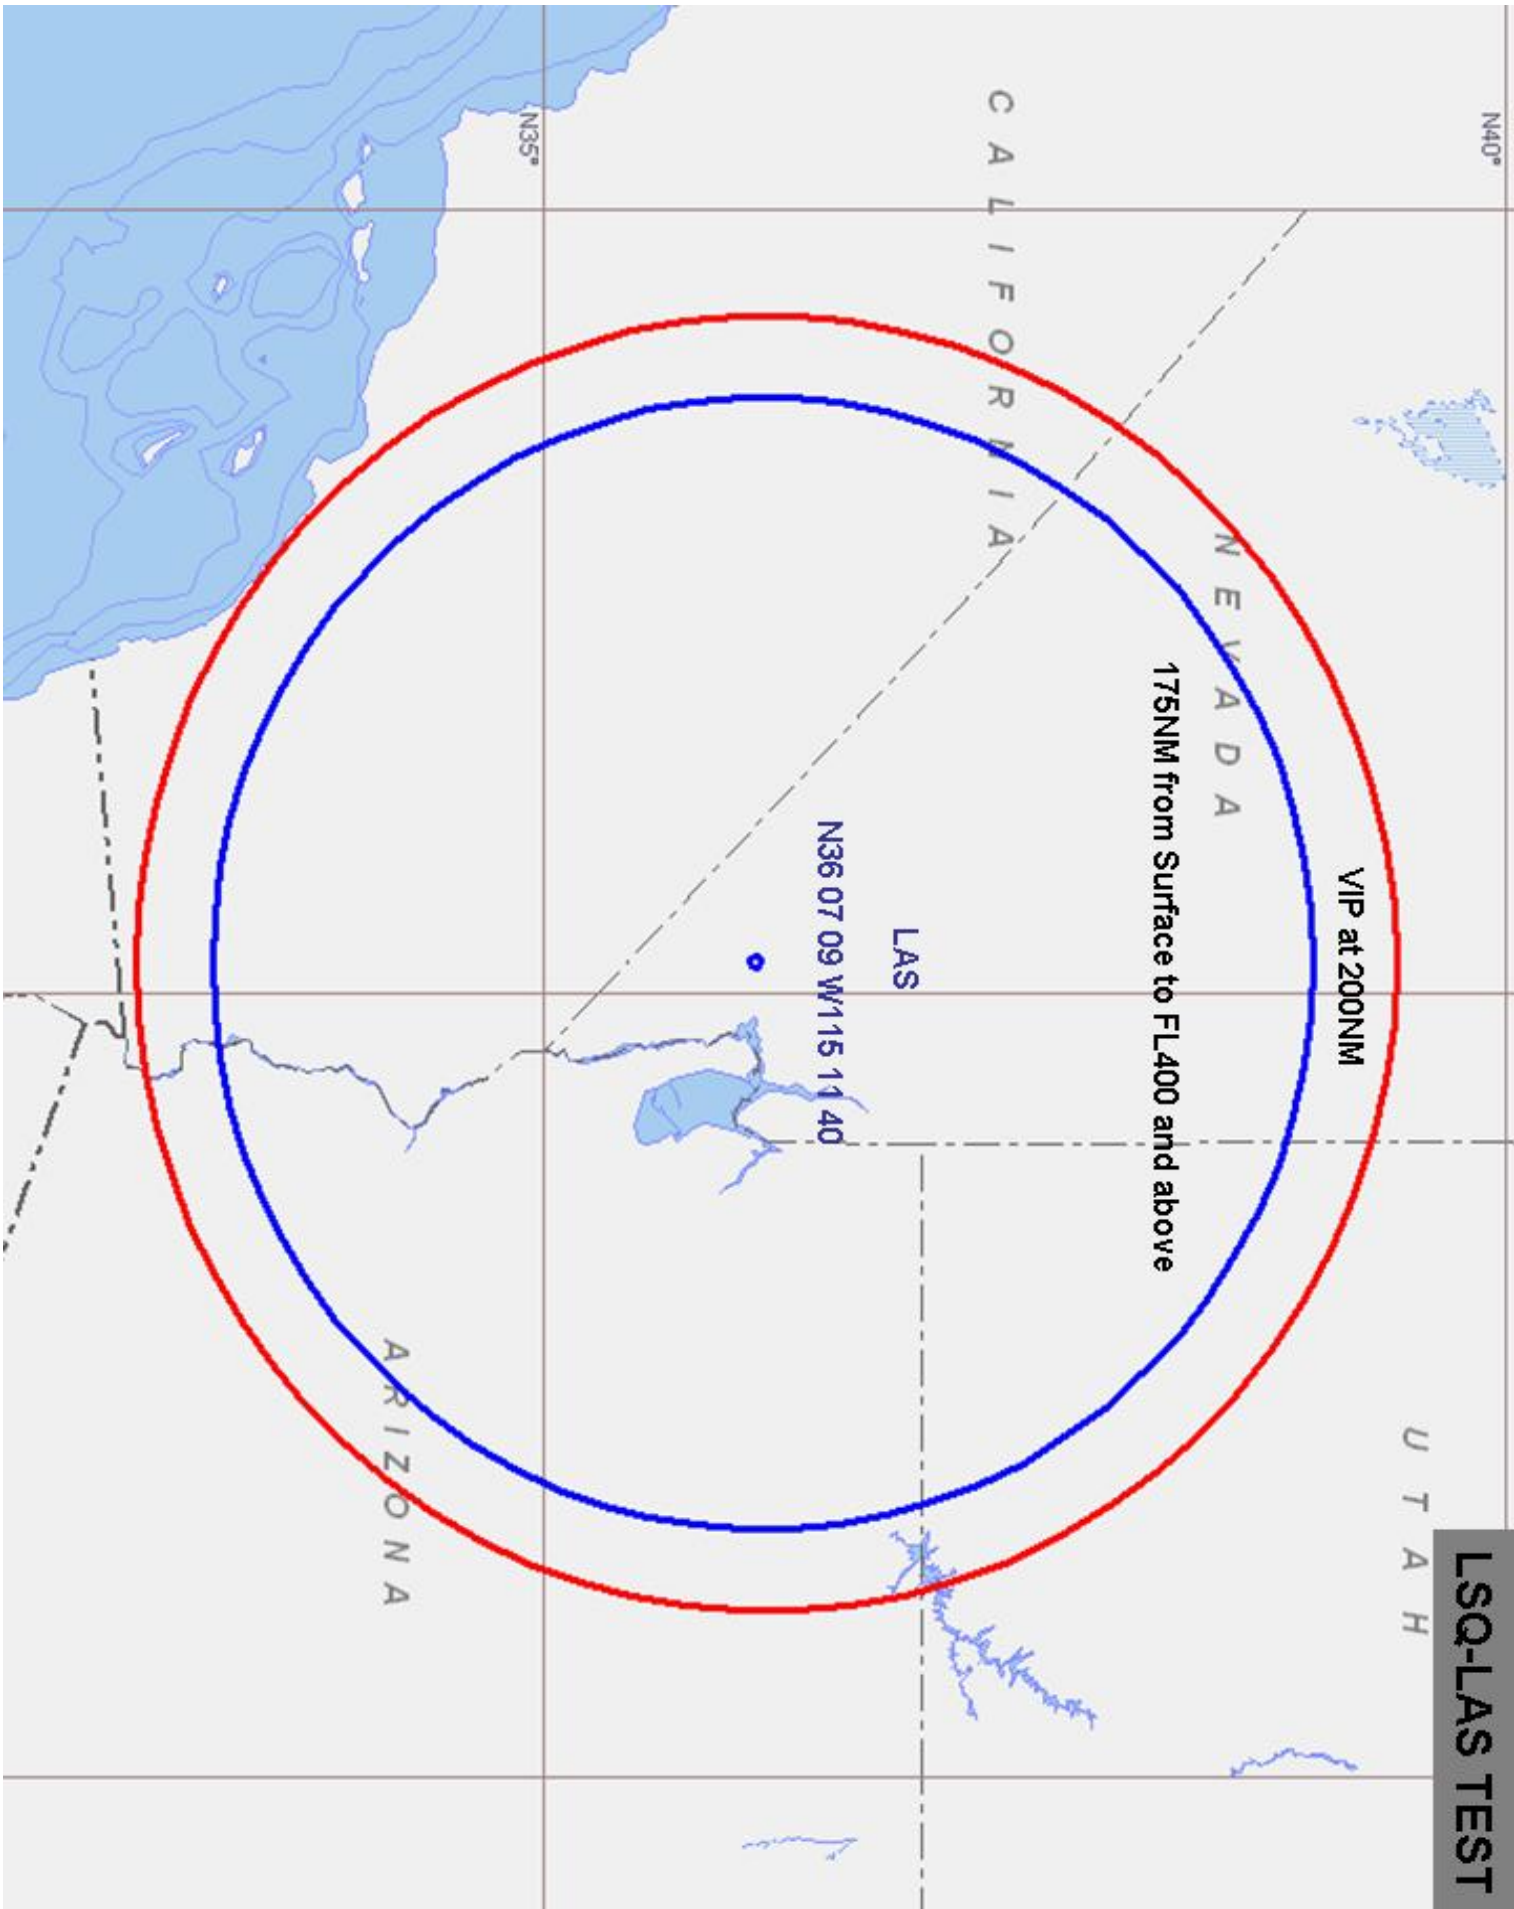 LSQ-LAS TEST
N40°
UTAH
VIP at 200NM
NEVADA
175NM from Surface to FL400 and above
CALIFORNIA
LAS
N36 07 09 W115 11 40
N35°
ARIZONA